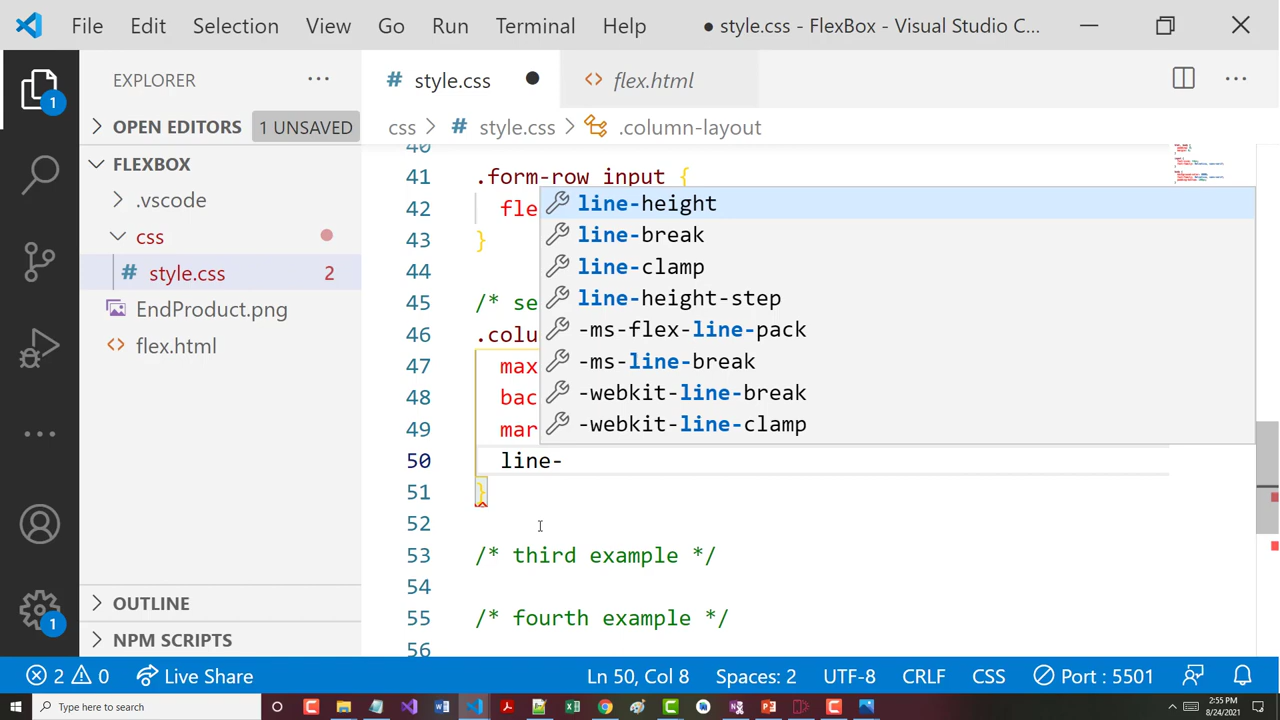 File Edit Selection View Go Run Terminal Help ● style.css - FlexBox - Visual Studio C...
EXPLORER ...
# style.css ●
<> flex.html
1
OPEN EDITORS 1 UNSAVED
css > # style.css > .column-layout
FLEXBOX
.vscode
css
# style.css 2
EndProduct.png
<> flex.html
OUTLINE
NPM SCRIPTS
1
40
41 .form-row input {
42 fle
43 }
44
45 /* se
46 .colu
47 max
48 bac
49 mar
50 line-
51 }
52
53 /* third example */
54
55 /* fourth example */
56
line-height
line-break
line-clamp
line-height-step
-ms-flex-line-pack
-ms-line-break
-webkit-line-break
-webkit-line-clamp
2 0 Live Share Ln 50, Col 8 Spaces: 2 UTF-8 CRLF CSS Port : 5501
Type here to search
2:55 PM
8/24/2021